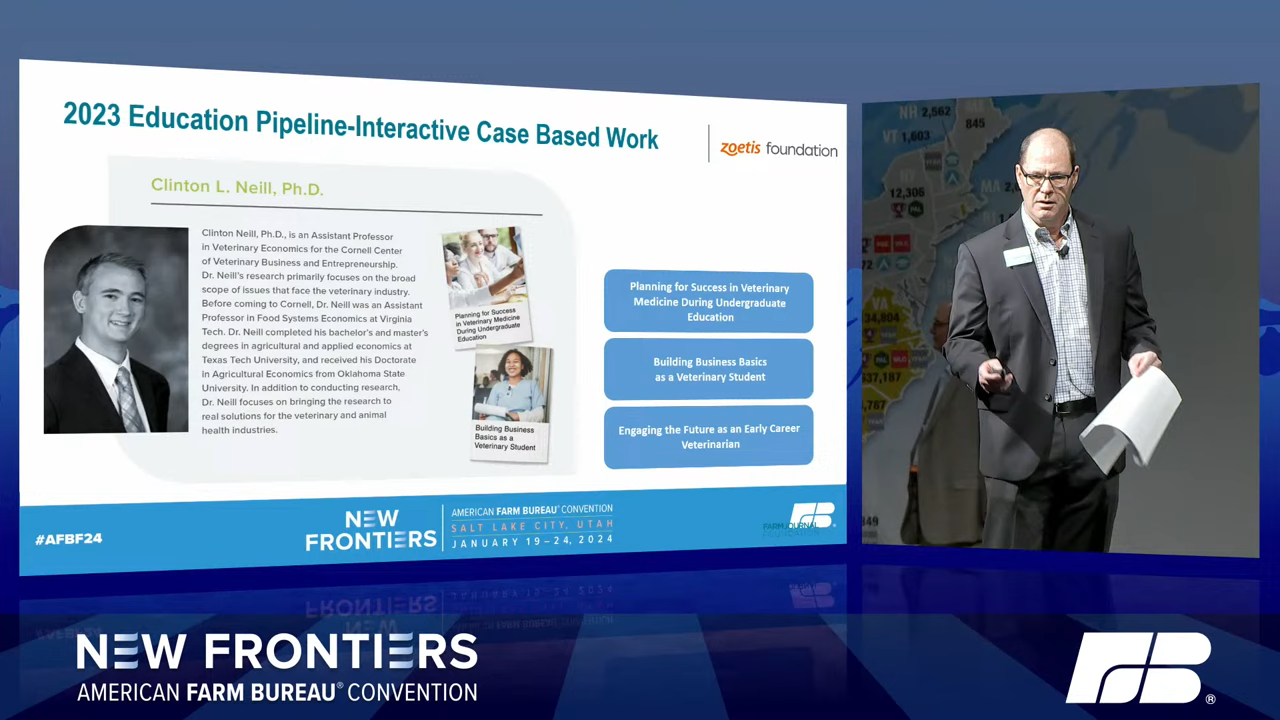 2023 Education Pipeline-Interactive Case Based Work
zoetis foundation
Clinton L. Neill, Ph.D.
Clinton Neill, Ph.D., is an Assistant Professor
in Veterinary Economics for the Cornell Center
of Veterinary Business and Entrepreneurship.
Dr. Neill's research primarily focuses on the broad
scope of issues that face the veterinary industry.
Before coming to Cornell, Dr. Neill was an Assistant
Professor in Food Systems Economics at Virginia
Tech. Dr. Neill completed his bachelor's and master's
degrees in agricultural and applied economics at
Texas Tech University, and received his Doctorate
in Agricultural Economics from Oklahoma State
University. In addition to conducting research,
Dr. Neill focuses on bringing the research to
real solutions for the veterinary and animal
health industries.
Planning for Success
in Veterinary Medicine
During Undergraduate
Education
Building Business
Basics as a
Veterinary Student
Planning for Success in Veterinary
Medicine During Undergraduate
Education
Building Business Basics
as a Veterinary Student
Engaging the Future as an Early Career
Veterinarian
#AFBF24
NEW
FRONTIERS
AMERICAN FARM BUREAU® CONVENTION
SALT LAKE CITY, UTAH
JANUARY 19–24, 2024
FARM JOURNAL
FOUNDATION
FB®
NH 2,562
845
VT 1,603
12,306
MA
VA
34,804
NEW FRONTIERS
AMERICAN FARM BUREAU® CONVENTION
FB®